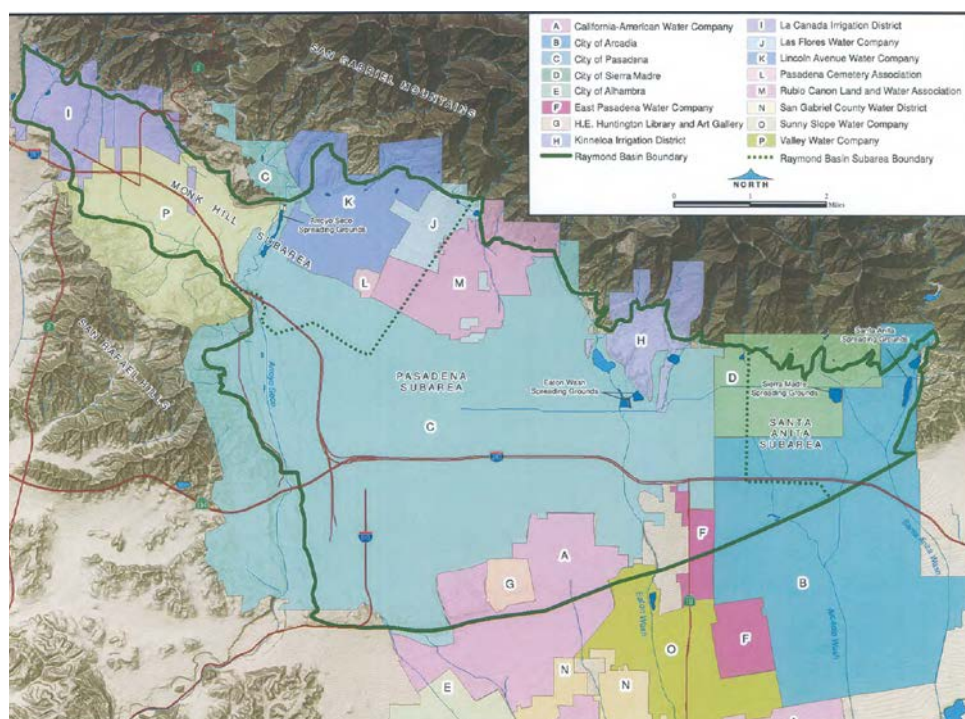 A California-American Water Company
B City of Arcadia
C City of Pasadena
D City of Sierra Madre
E City of Alhambra
F East Pasadena Water Company
G H.E. Huntington Library and Art Gallery
H Kinneloa Irrigation District
Raymond Basin Boundary
I La Canada Irrigation District
J Las Flores Water Company
K Lincoln Avenue Water Company
L Pasadena Cemetery Association
M Rubio Canon Land and Water Association
N San Gabriel County Water District
O Sunny Slope Water Company
P Valley Water Company
Raymond Basin Subarea Boundary
NORTH
0 1 2
Miles
SAN GABRIEL MOUNTAINS
I
C
K
P
MONK HILL
SUBAREA
Arroyo Seco
Spreading Grounds
J
L
M
H
SAN RAFAEL HILLS
Arroyo Seco
PASADENA
SUBAREA
C
Eaton Wash
Spreading Grounds
Santa Anita
Spreading Grounds
D
Sierra Madre
Spreading Grounds
SANTA
ANITA
SUBAREA
A
G
F
B
Eaton Wash
O
F
Arcadia Wash
Santa Anita Wash
E
N
N